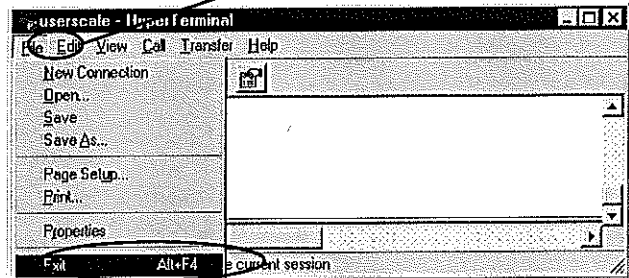 userscale - HyperTerminal
File Edit View Call Transfer Help
New Connection
Open...
Save
Save As...
Page Setup...
Print...
Properties
Exit Alt+F4
e current session